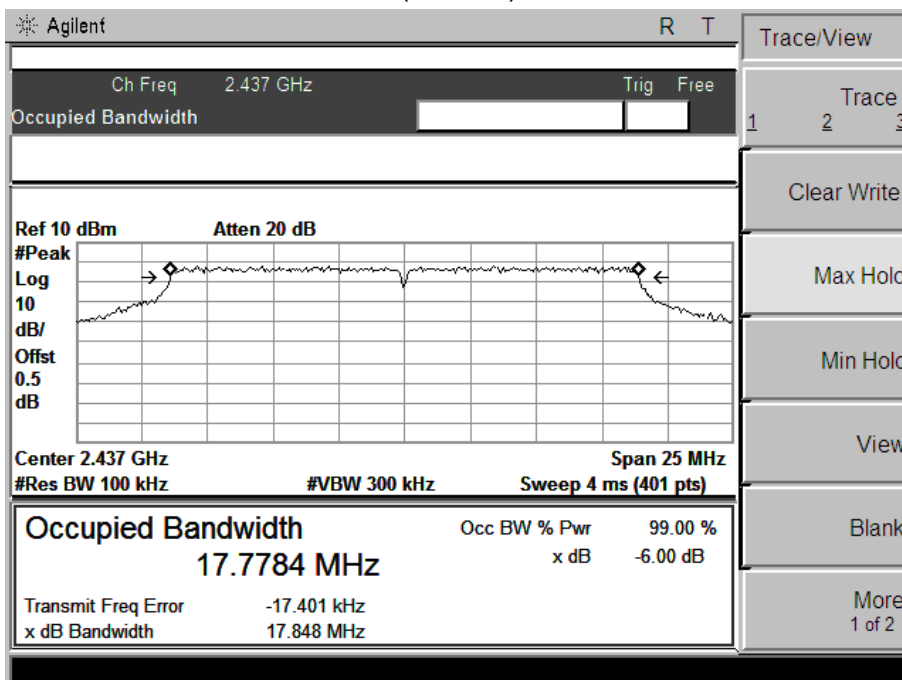 Agilent R T
Trace/View
Ch Freq 2.437 GHz Trig Free
Occupied Bandwidth
Trace
1 2 3
Clear Write
Max Hold
Min Hold
View
Blank
More
1 of 2
Ref 10 dBm Atten 20 dB
#Peak
Log
10
dB/
Offst
0.5
dB
Center 2.437 GHz Span 25 MHz
#Res BW 100 kHz #VBW 300 kHz Sweep 4 ms (401 pts)
Occupied Bandwidth Occ BW % Pwr 99.00 %
17.7784 MHz x dB -6.00 dB
Transmit Freq Error -17.401 kHz
x dB Bandwidth 17.848 MHz